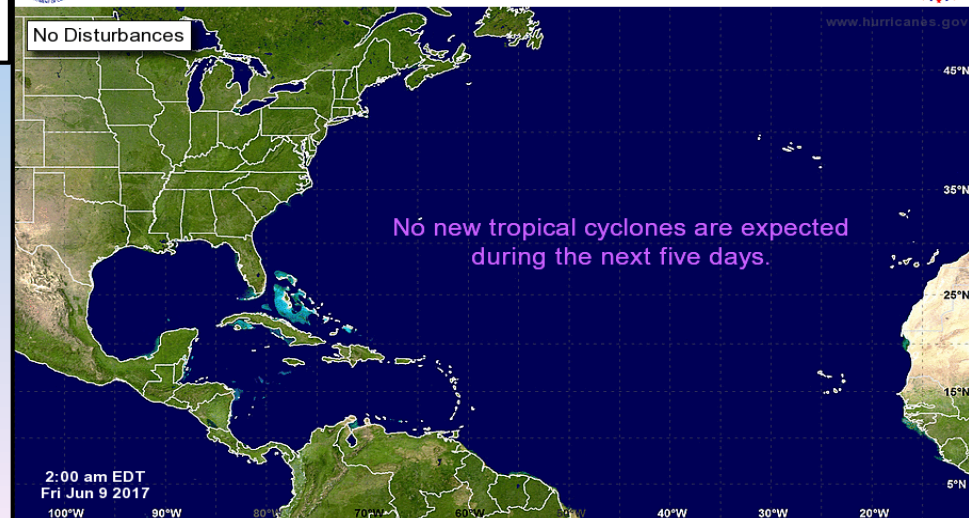 www.hurricanes.gov
No Disturbances
45°N
35°N
No new tropical cyclones are expected
during the next five days.
25°N
15°N
2:00 am EDT
Fri Jun 9 2017
5°N
100°W 90°W 80°W 70°W 60°W 50°W 40°W 30°W 20°W